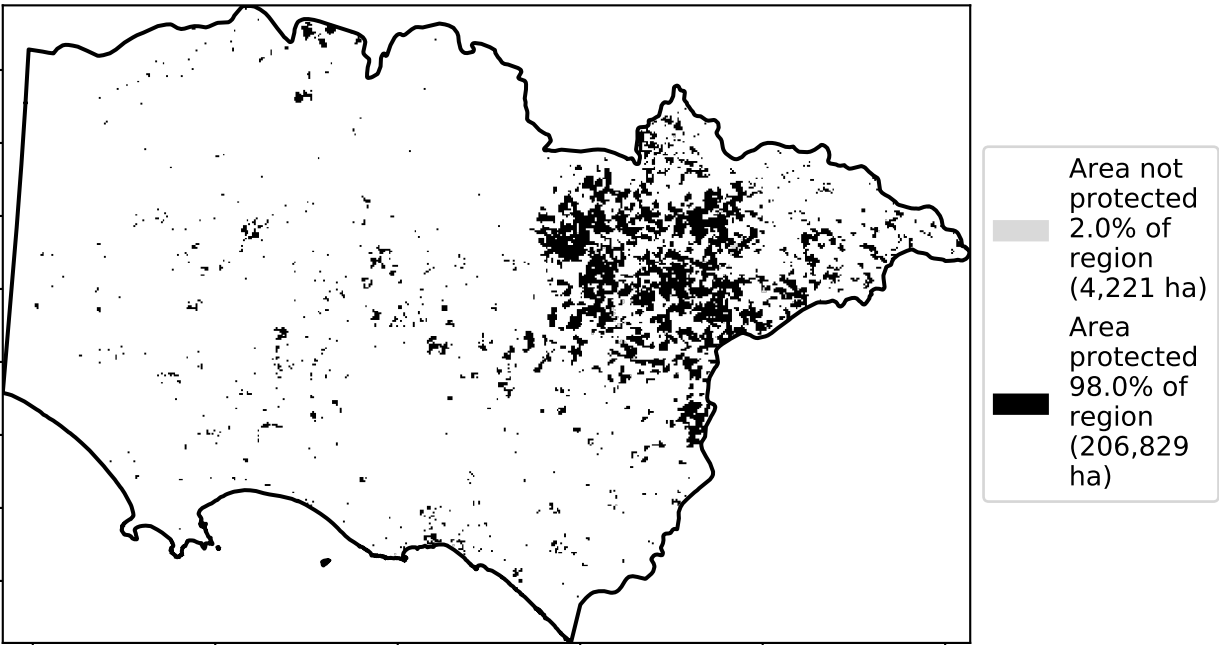 Area not
protected
2.0% of
region
(4,221 ha)
Area
protected
98.0% of
region
(206,829
ha)